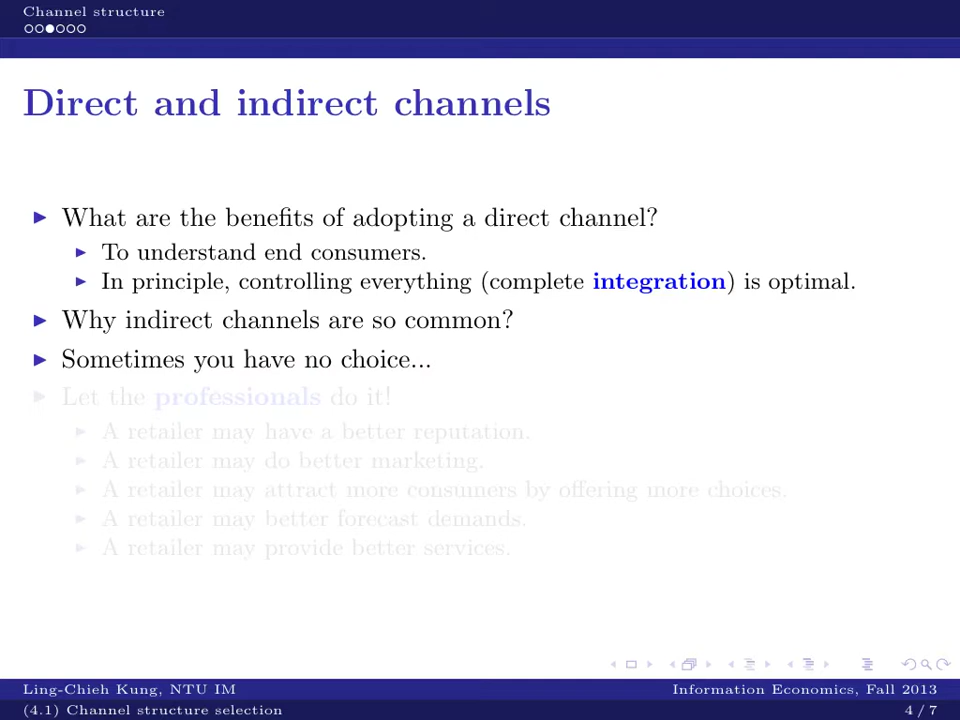 Channel structure
Direct and indirect channels
What are the benefits of adopting a direct channel?
To understand end consumers.
In principle, controlling everything (complete integration) is optimal.
Why indirect channels are so common?
Sometimes you have no choice...
Let the professionals do it!
A retailer may have a better reputation.
A retailer may do better marketing.
A retailer may attract more consumers by offering more choices.
A retailer may better forecast demands.
A retailer may provide better services.
Ling-Chieh Kung, NTU IM
Information Economics, Fall 2013
(4.1) Channel structure selection
4 / 7